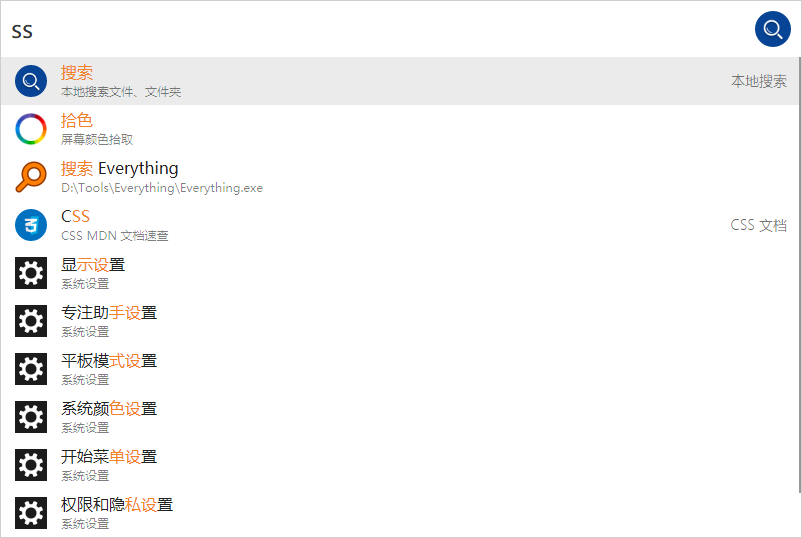 ss
搜索
本地搜索文件、文件夹
本地搜索
拾色
屏幕颜色拾取
搜索 Everything
D:\Tools\Everything\Everything.exe
CSS
CSS MDN 文档速查
CSS 文档
显示设置
系统设置
专注助手设置
系统设置
平板模式设置
系统设置
系统颜色设置
系统设置
开始菜单设置
系统设置
权限和隐私设置
系统设置